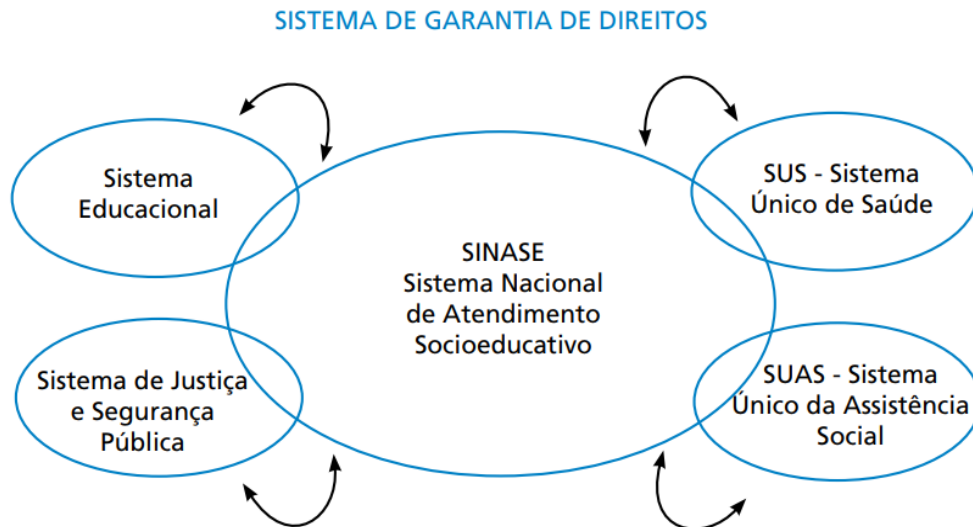 SISTEMA DE GARANTIA DE DIREITOS
Sistema
Educacional
SUS - Sistema
Único de Saúde
SINASE
Sistema Nacional
de Atendimento
Socioeducativo
Sistema de Justiça
e Segurança
Pública
SUAS - Sistema
Único da Assistência
Social